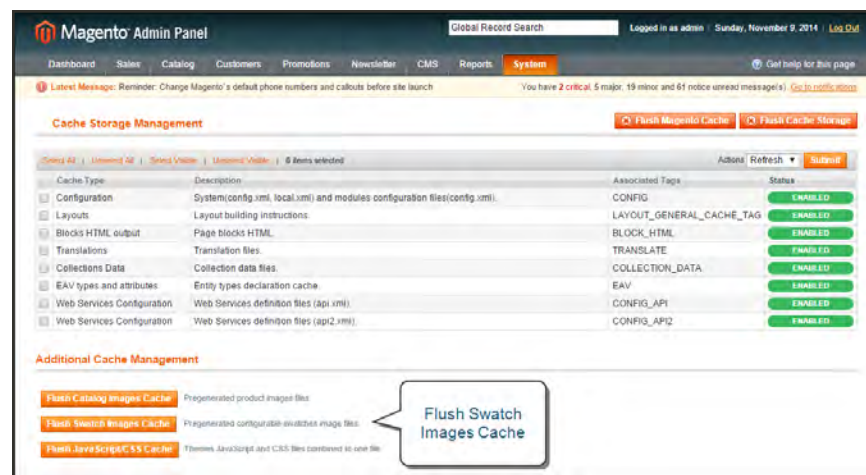 Magento Admin Panel
Global Record Search
Logged in as admin | Sunday, November 9, 2014 | Log Out
Dashboard Sales Catalog Customers Promotions Newsletter CMS Reports System
Get help for this page
Latest Message: Reminder: Change Magento's default phone numbers and callouts before site launch
You have 2 critical, 5 major, 19 minor and 61 notice unread message(s). Go to notifications
Cache Storage Management
Flush Magento Cache Flush Cache Storage
Select All | Unselect All | Select Visible | Unselect Visible | 0 items selected
Actions Refresh Submit
Cache Type Description Associated Tags Status
Configuration System(config.xml, local.xml) and modules configuration files(config.xml). CONFIG ENABLED
Layouts Layout building instructions. LAYOUT_GENERAL_CACHE_TAG ENABLED
Blocks HTML output Page blocks HTML. BLOCK_HTML ENABLED
Translations Translation files. TRANSLATE ENABLED
Collections Data Collection data files. COLLECTION_DATA ENABLED
EAV types and attributes Entity types declaration cache. EAV ENABLED
Web Services Configuration Web Services definition files (api.xml). CONFIG_API ENABLED
Web Services Configuration Web Services definition files (api2.xml). CONFIG_API2 ENABLED
Additional Cache Management
Flush Catalog Images Cache Pregenerated product images files.
Flush Swatch Images Cache Pregenerated configurable swatches image files.
Flush JavaScript/CSS Cache Themes JavaScript and CSS files combined to one file.
Flush Swatch
Images Cache